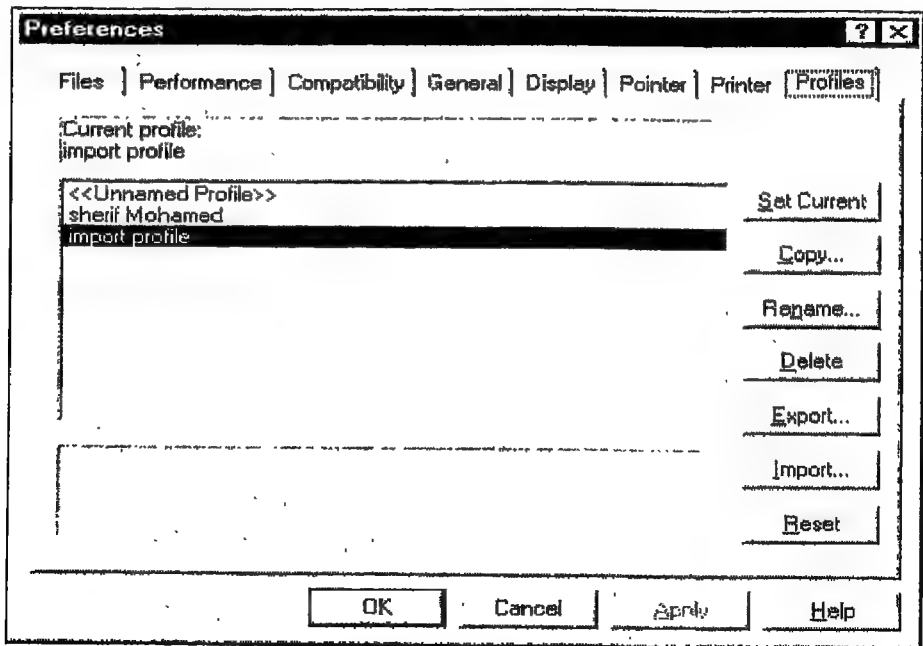 Preferences
? X
Files Performance Compatibility General Display Pointer Printer Profiles
Current profile:
import profile
<<Unnamed Profile>>
sherif Mohamed
import profile
Set Current
Copy...
Rename...
Delete
Export...
Import...
Reset
OK Cancel Apply Help